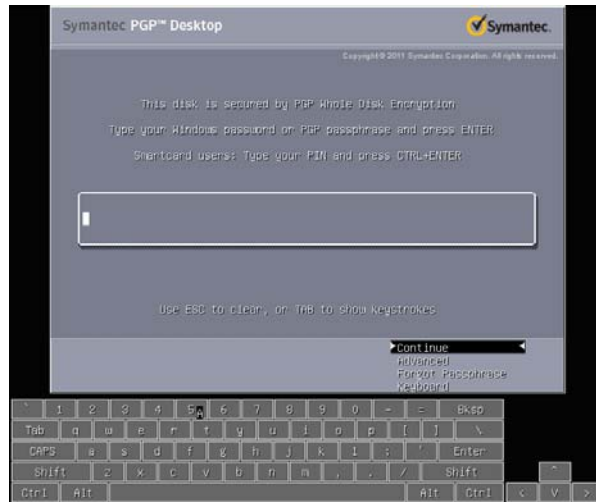 Symantec PGP™ Desktop
Symantec.
Copyright © 2011 Symantec Corporation. All rights reserved.
This disk is secured by PGP Whole Disk Encryption.
Type your Windows password or PGP passphrase and press ENTER
Smartcard users: Type your PIN and press CTRL+ENTER
Use ESC to clear, or TAB to show keystrokes
Continue
Advanced
Forgot Passphrase
Keyboard
` 1 2 3 4 5 6 7 8 9 0 - = Bksp
Tab q w e r t y u i o p [ ] \
CAPS a s d f g h j k l ; ' Enter
Shift z x c v b n m , . / Shift ^
Ctrl Alt Alt Ctrl < V >